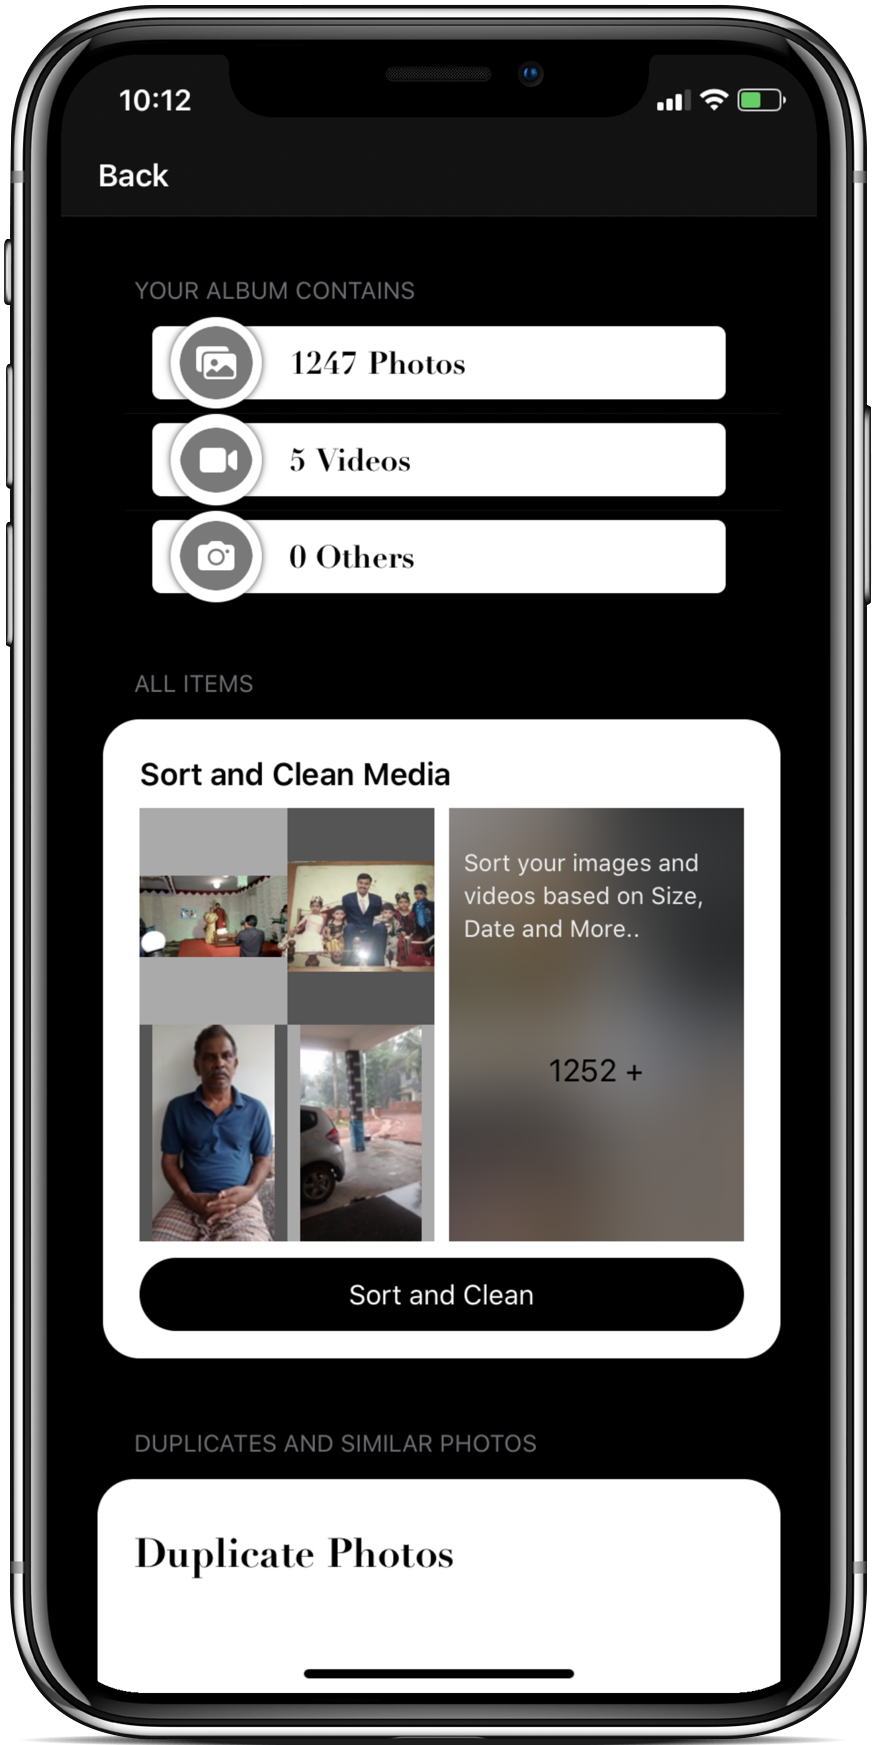 10:12
Back
YOUR ALBUM CONTAINS
1247 Photos
5 Videos
0 Others
ALL ITEMS
Sort and Clean Media
Sort your images and
videos based on Size,
Date and More..
1252 +
Sort and Clean
DUPLICATES AND SIMILAR PHOTOS
Duplicate Photos